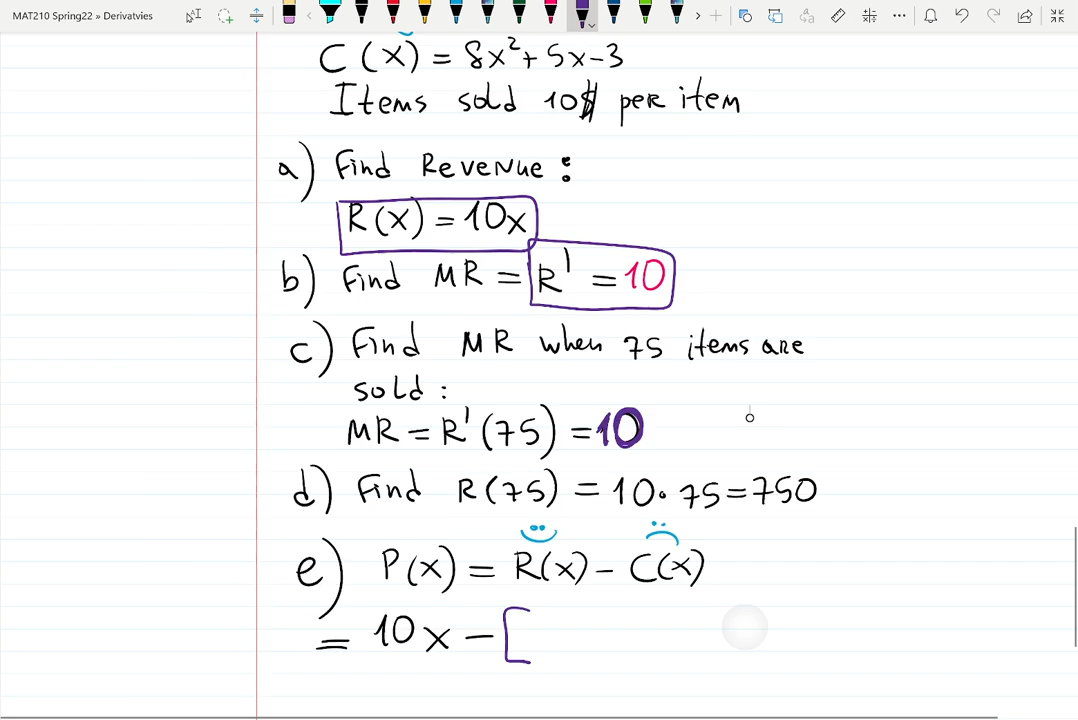 MAT210 Spring22 » Derivatvies
C(x) = 8x²+5x-3
Items sold 10$ per item
a) Find Revenue:
R(x) = 10x
b) Find MR = R' = 10
c) Find MR when 75 items are
sold:
MR = R'(75) = 10
d) Find R(75) = 10·75=750
e) P(x) = R(x) - C(x)
= 10x - [